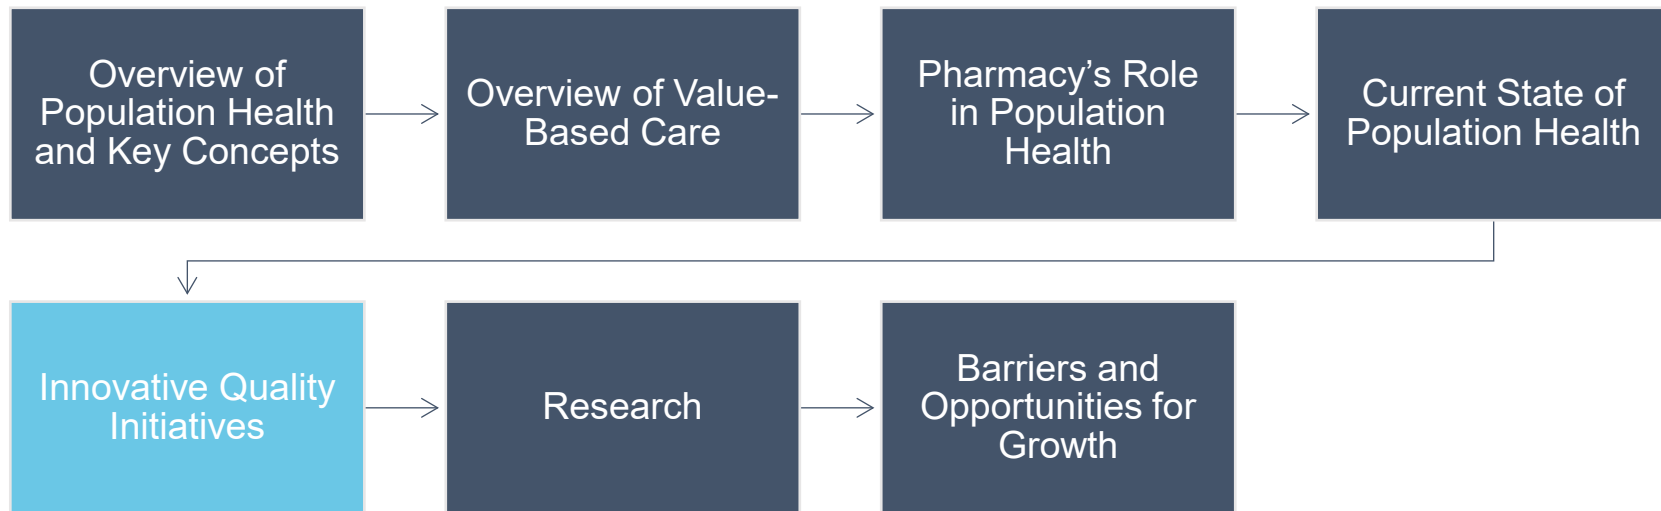 Overview of
Population Health
and Key Concepts
Overview of Value-
Based Care
Pharmacy’s Role
in Population
Health
Current State of
Population Health
Innovative Quality
Initiatives
Research
Barriers and
Opportunities for
Growth